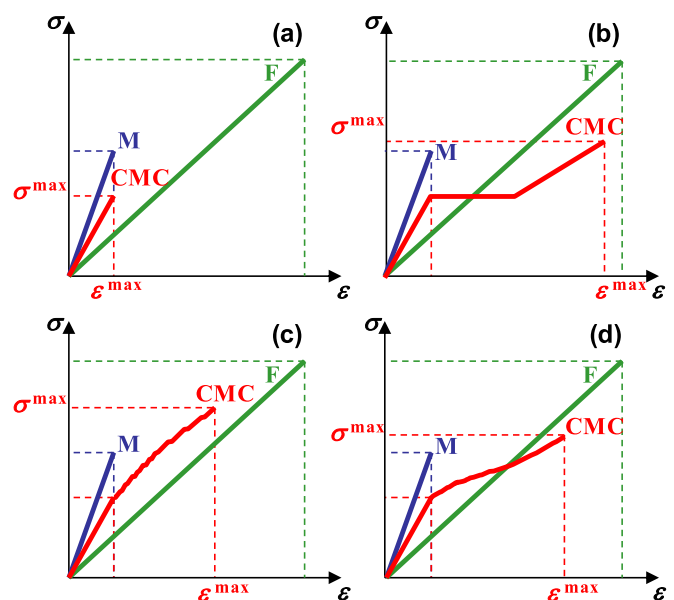 σ (a)
F
M
CMC
σmax
εmax ε
σ (b)
F
σmax CMC
M
εmax ε
σ (c)
F
CMC
σmax
M
εmax ε
σ (d)
F
CMC
σmax
M
εmax ε